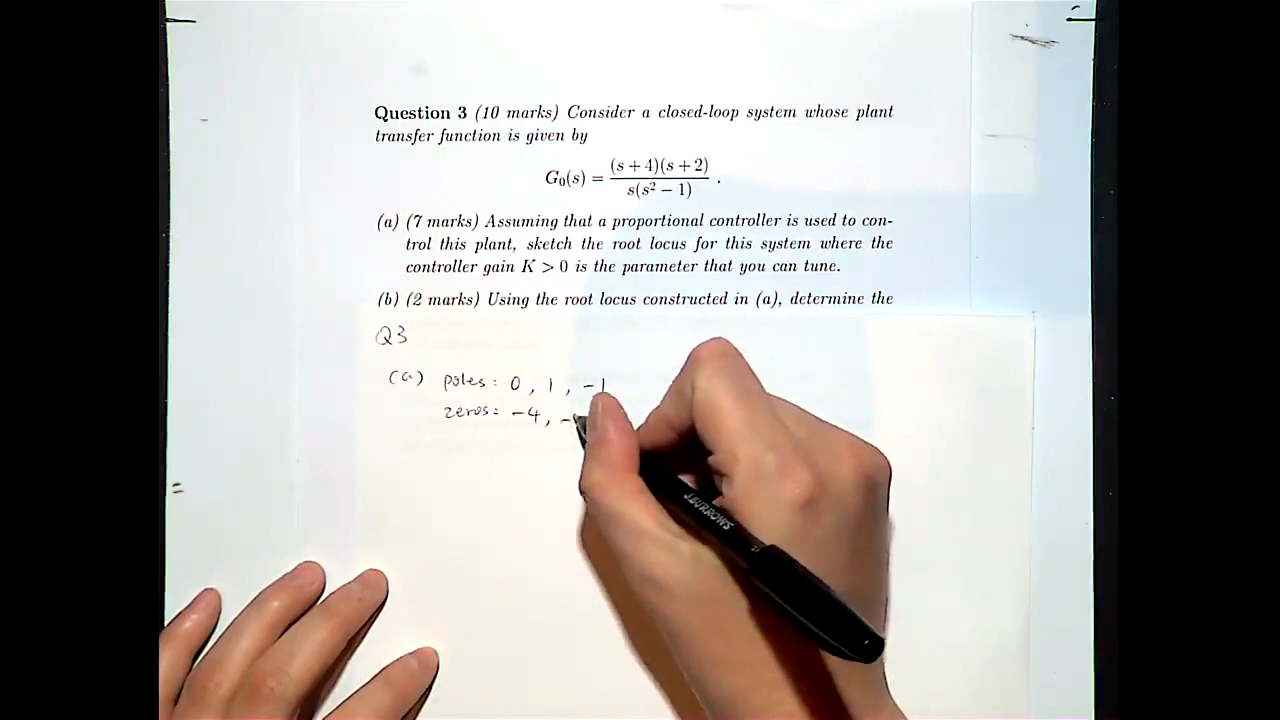 Question 3 (10 marks) Consider a closed-loop system whose plant
transfer function is given by
G₀(s) = (s + 4)(s + 2) / s(s² − 1) .
(a) (7 marks) Assuming that a proportional controller is used to con-
trol this plant, sketch the root locus for this system where the
controller gain K > 0 is the parameter that you can tune.
(b) (2 marks) Using the root locus constructed in (a), determine the
Q3
(a) poles: 0, 1, -1
zeros: -4, -
J.BURROWS